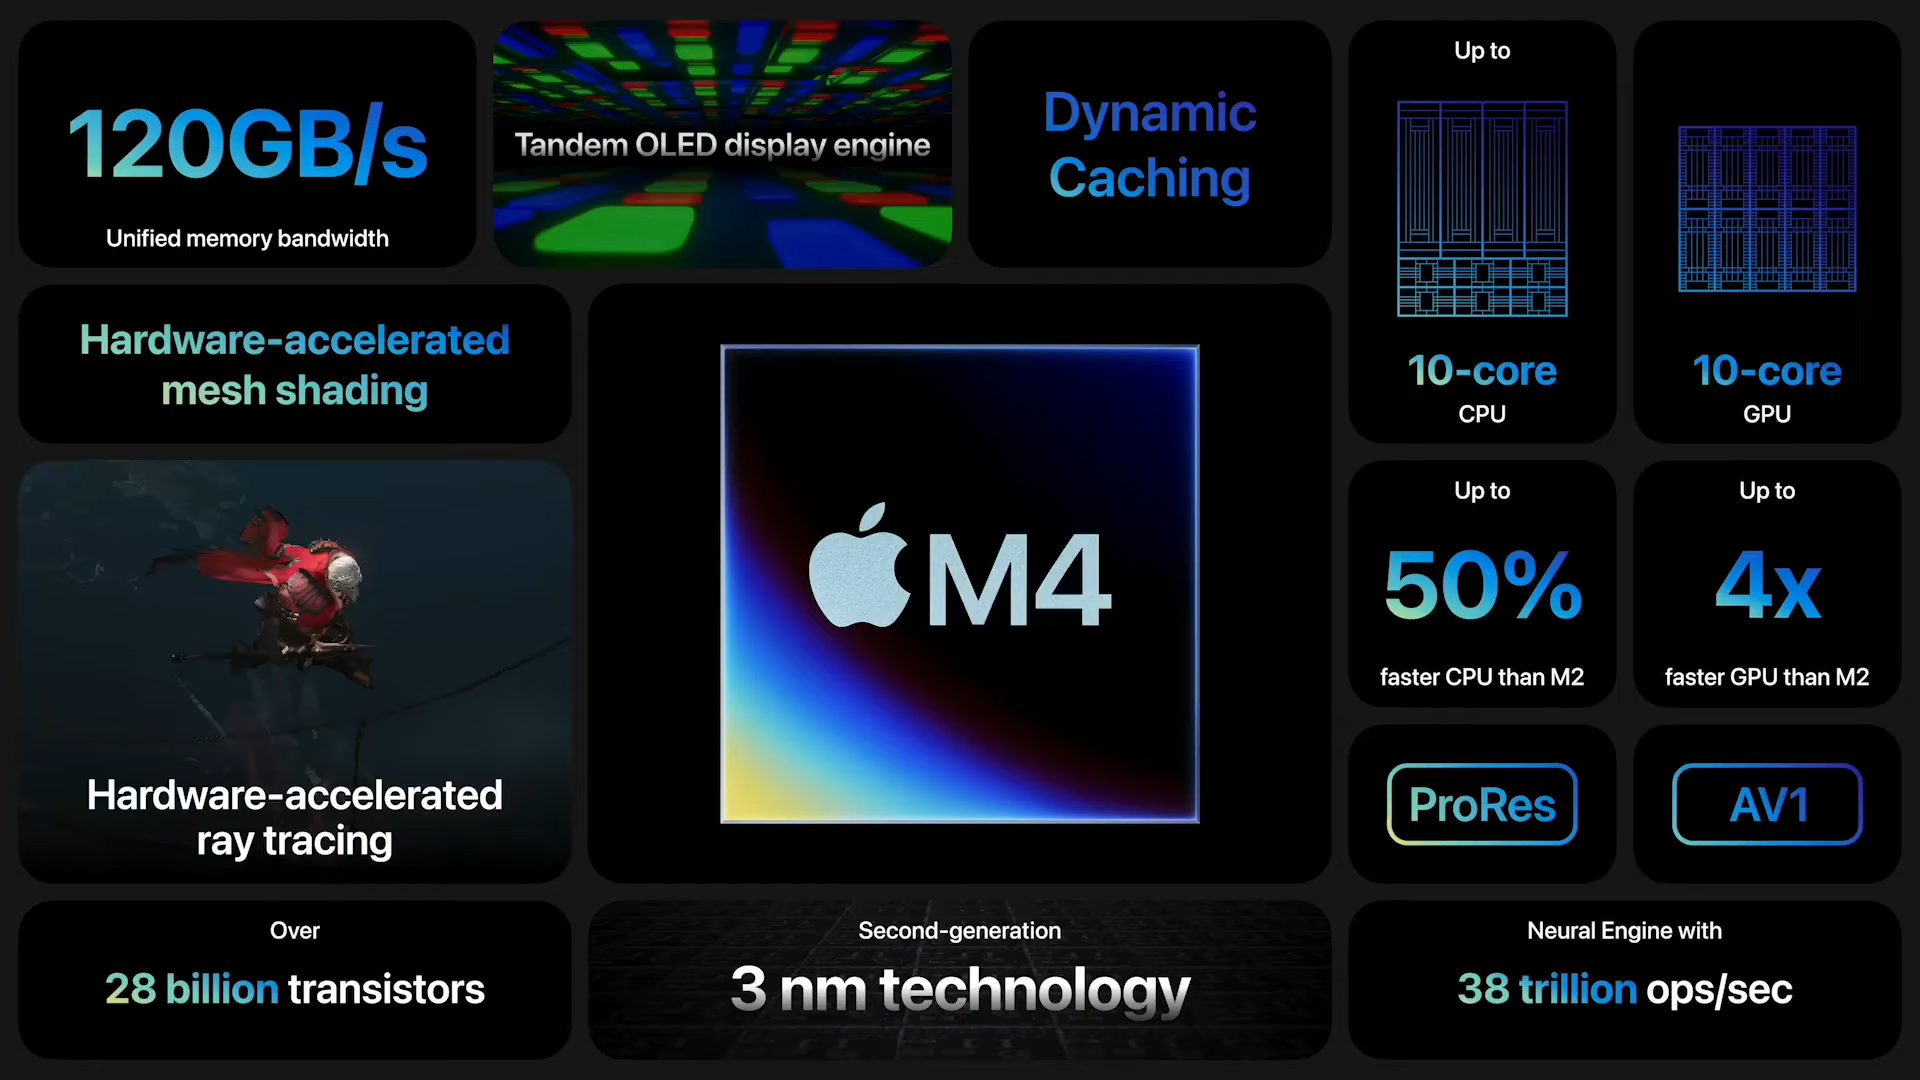 120GB/s
Unified memory bandwidth
Tandem OLED display engine
Dynamic
Caching
Up to
10-core
CPU
10-core
GPU
Hardware-accelerated
mesh shading
M4
Up to
50%
faster CPU than M2
Up to
4x
faster GPU than M2
Hardware-accelerated
ray tracing
ProRes
AV1
Over
28 billion transistors
Second-generation
3 nm technology
Neural Engine with
38 trillion ops/sec